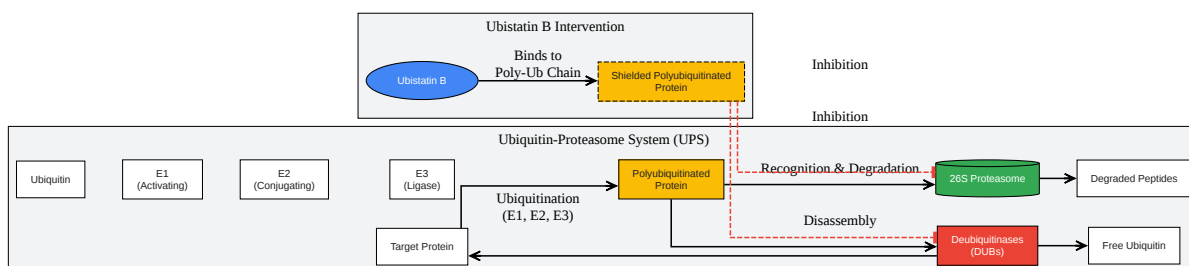 Ubistatin B Intervention
Binds to
Poly-Ub Chain
Ubistatin B
Shielded Polyubiquitinated
Protein
Inhibition
Inhibition
Ubiquitin-Proteasome System (UPS)
Ubiquitin
E1
(Activating)
E2
(Conjugating)
E3
(Ligase)
Polyubiquitinated
Protein
Recognition & Degradation
26S Proteasome
Degraded Peptides
Ubiquitination
(E1, E2, E3)
Disassembly
Target Protein
Deubiquitinases
(DUBs)
Free Ubiquitin